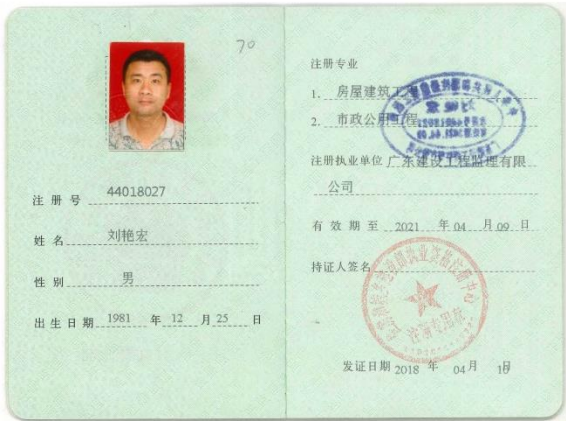 70
注册号 44018027
姓名 刘艳宏
性别 男
出生日期 1981 年 12 月 25 日
注册专业
1. 房屋建筑工程
2. 市政公用工程
注册执业单位 广东建设工程监理有限
公司
有效期至 2021 年 04 月 09 日
持证人签名
发证日期 2018 年 04 月 10 日